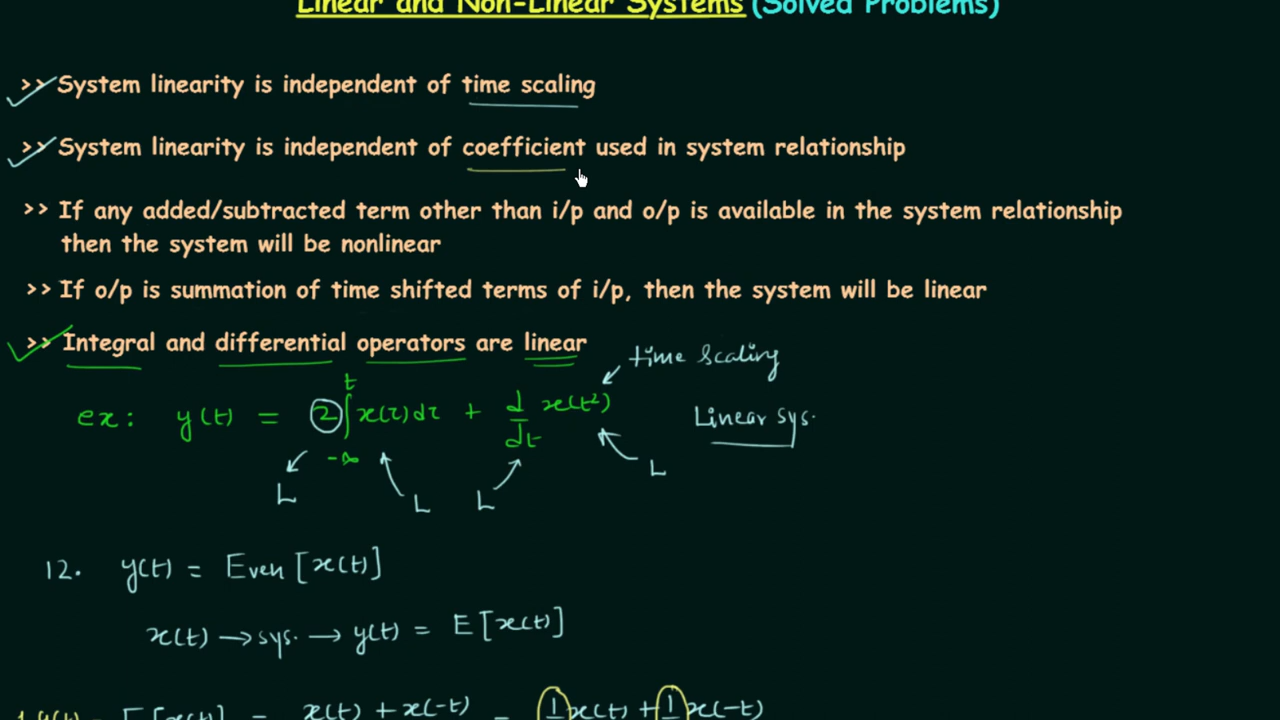 Linear and Non-Linear Systems (Solved Problems)
>> System linearity is independent of time scaling
>> System linearity is independent of coefficient used in system relationship
>> If any added/subtracted term other than i/p and o/p is available in the system relationship
then the system will be nonlinear
>> If o/p is summation of time shifted terms of i/p, then the system will be linear
>> Integral and differential operators are linear
time scaling
ex: y(t) = 2 ∫_{-∞}^{t} x(τ)dτ + d/dt x(t²)
Linear sys.
L L L L
12. y(t) = Even [x(t)]
x(t) → sys. → y(t) = E [x(t)]
y(t) = E[x(t)] = x(t) + x(-t) = 1 x(t) + 1 x(-t)